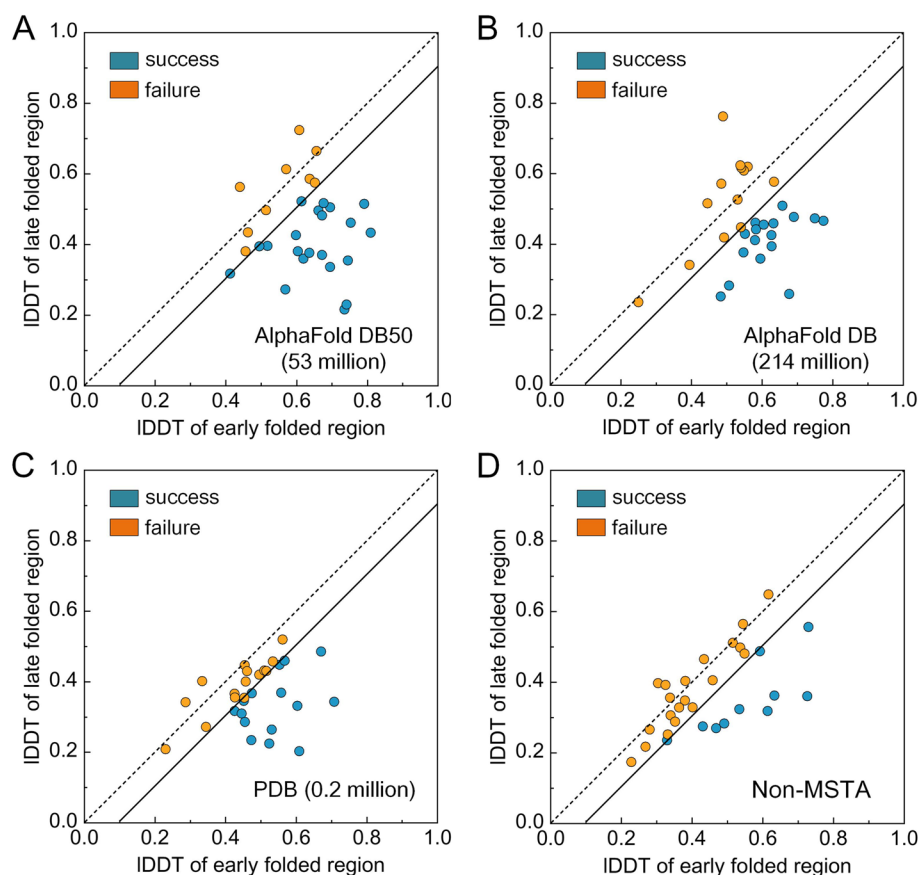 A
1.0
0.8
0.6
0.4
0.2
0.0
0.0 0.2 0.4 0.6 0.8 1.0
lDDT of late folded region
lDDT of early folded region
success
failure
AlphaFold DB50
(53 million)
B
1.0
0.8
0.6
0.4
0.2
0.0
0.0 0.2 0.4 0.6 0.8 1.0
lDDT of late folded region
lDDT of early folded region
success
failure
AlphaFold DB
(214 million)
C
1.0
0.8
0.6
0.4
0.2
0.0
0.0 0.2 0.4 0.6 0.8 1.0
lDDT of late folded region
lDDT of early folded region
success
failure
PDB (0.2 million)
D
1.0
0.8
0.6
0.4
0.2
0.0
0.0 0.2 0.4 0.6 0.8 1.0
lDDT of late folded region
lDDT of early folded region
success
failure
Non-MSTA